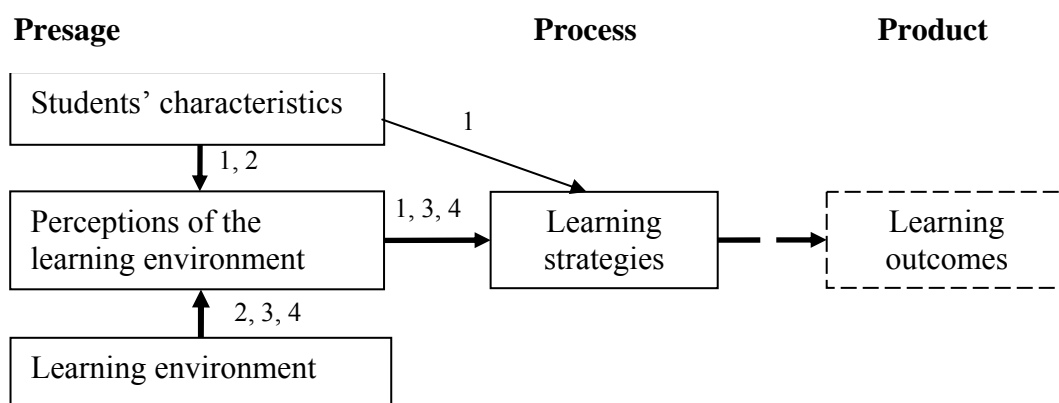 Presage Process Product
Students’ characteristics
1
1, 2
Perceptions of the
learning environment
1, 3, 4
Learning
strategies
Learning
outcomes
2, 3, 4
Learning environment